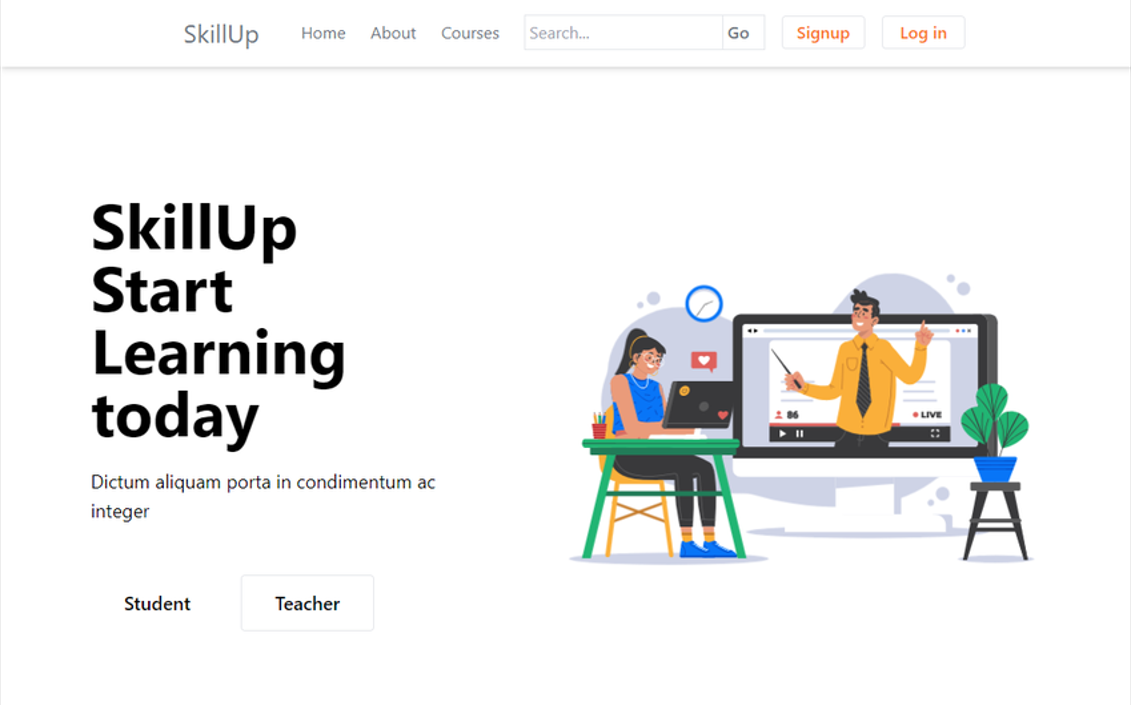 SkillUp Home About Courses Search... Go Signup Log in
SkillUp
Start
Learning
today
Dictum aliquam porta in condimentum ac
integer
86 LIVE
Student Teacher